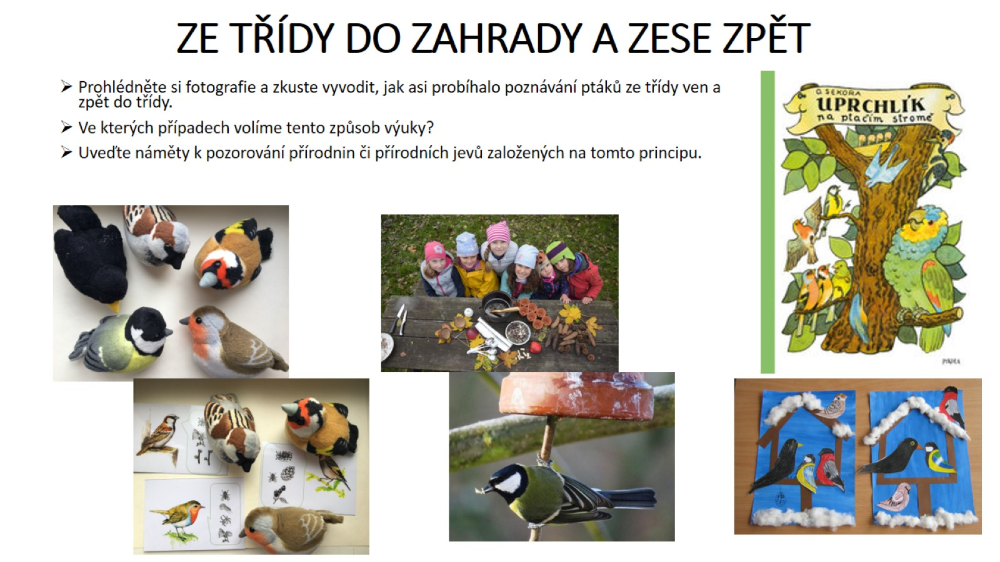 ZE TŘÍDY DO ZAHRADY A ZESE ZPĚT
➢ Prohlédněte si fotografie a zkuste vyvodit, jak asi probíhalo poznávání ptáků ze třídy ven a
zpět do třídy.
➢ Ve kterých případech volíme tento způsob výuky?
➢ Uveďte náměty k pozorování přírodnin či přírodních jevů založených na tomto principu.
O. SEKORA
UPRCHLÍK
na ptačím stromě